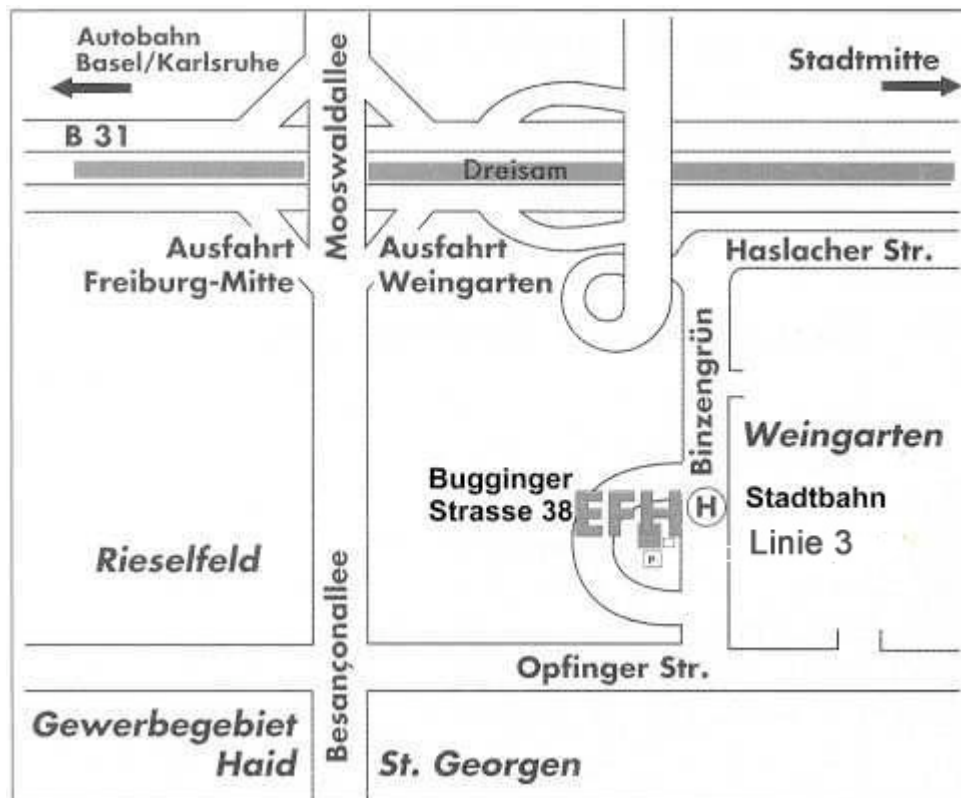 Autobahn
Basel/Karlsruhe
Stadtmitte
B 31
Mooswaldallee
Dreisam
Ausfahrt
Freiburg-Mitte
Ausfahrt
Weingarten
Haslacher Str.
Binzengrün
Weingarten
Bugginger
Strasse 38
EFH
H
Stadtbahn
Linie 3
P
Rieselfeld
Besançonallee
Opfinger Str.
Gewerbegebiet
Haid
St. Georgen